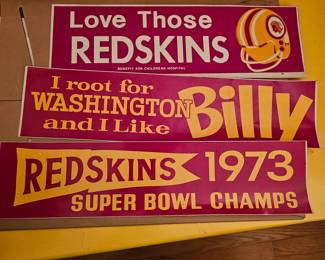 Love Those
REDSKINS
BENEFIT FOR CHILDRENS HOSPITAL
I root for
WASHINGTON
and I Like
Billy
REDSKINS 1973
SUPER BOWL CHAMPS